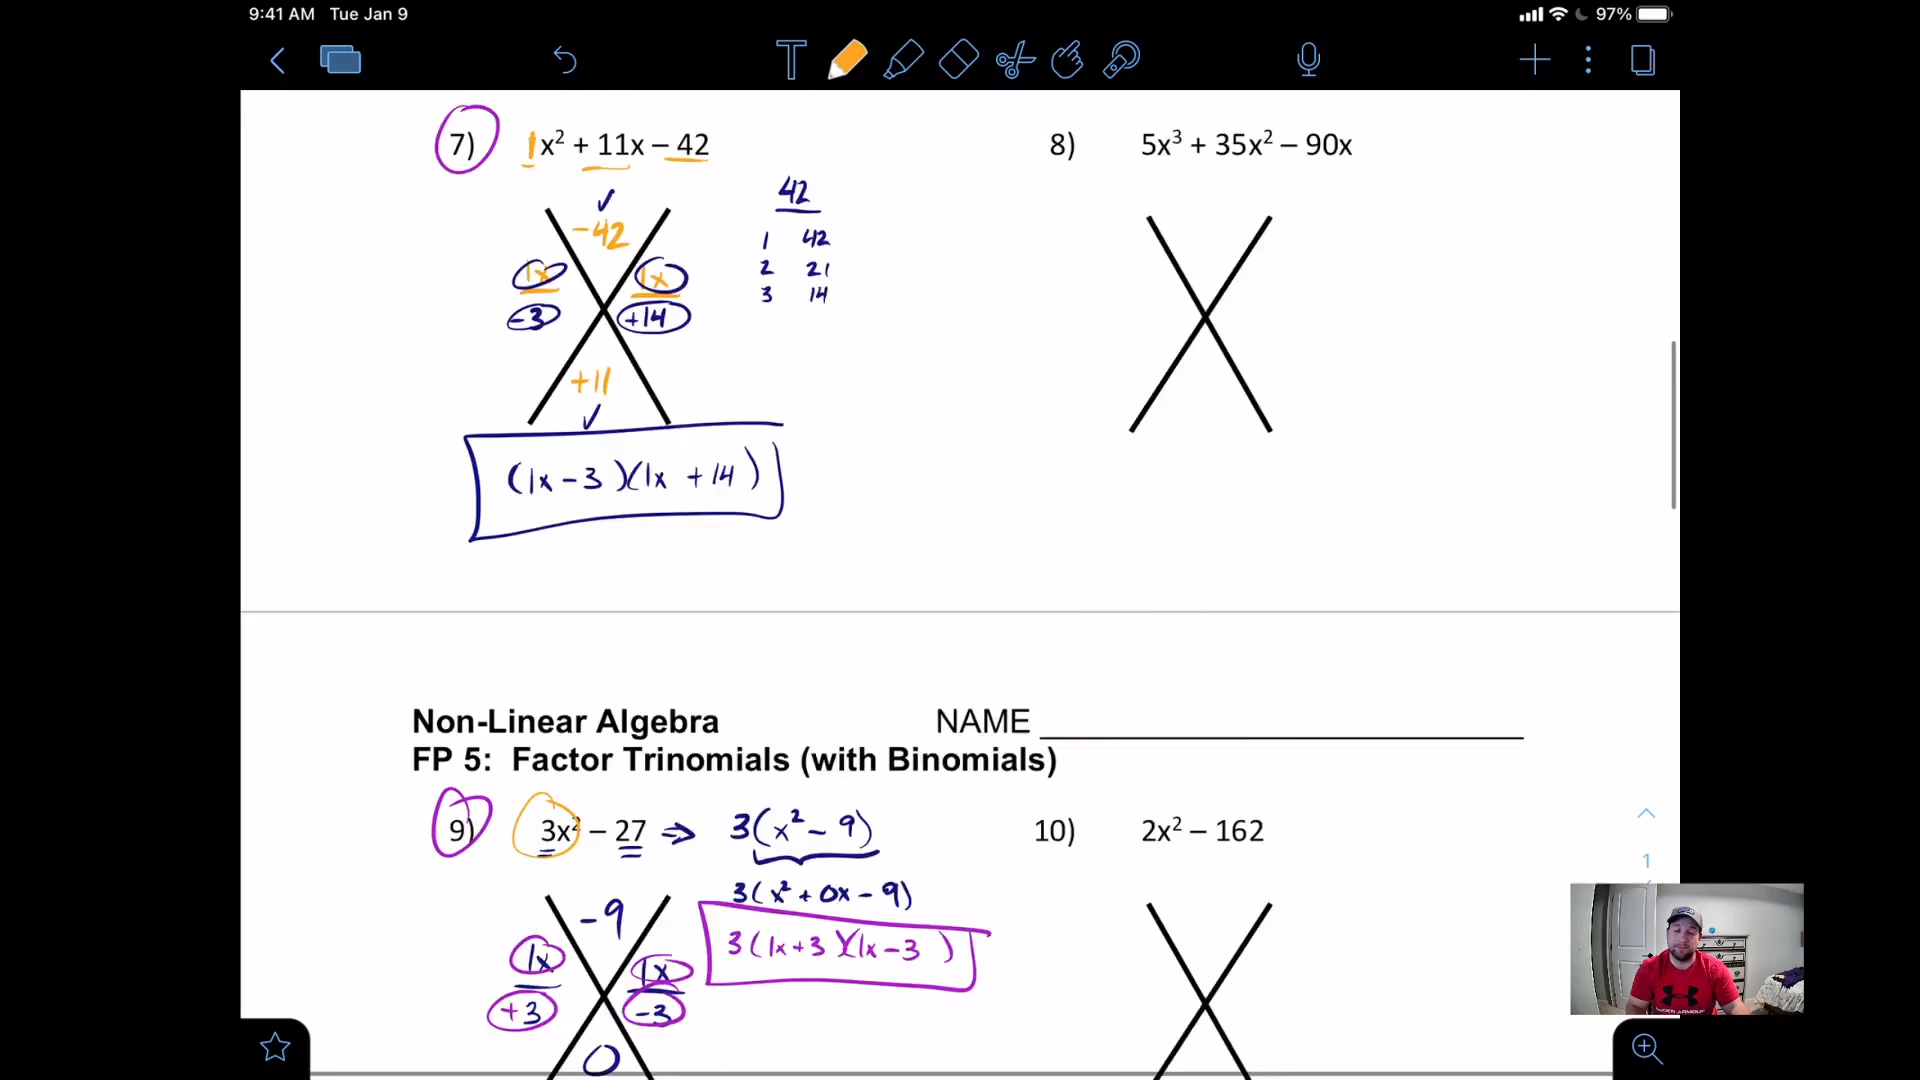 9:41 AM Tue Jan 9
97%
7) 1x² + 11x – 42
8) 5x³ + 35x² – 90x
✓
-42
42
1 42
2 21
3 14
1x 1x
-3 +14
+11
✓
(1x - 3)(1x + 14)
Non-Linear Algebra NAME
FP 5: Factor Trinomials (with Binomials)
9) 3x² – 27 ⇒ 3(x² - 9)
10) 2x² – 162
3(x² + 0x - 9)
-9
3(1x+3)(1x-3)
1x 1x
+3 -3
0
1
UNDER ARMOUR